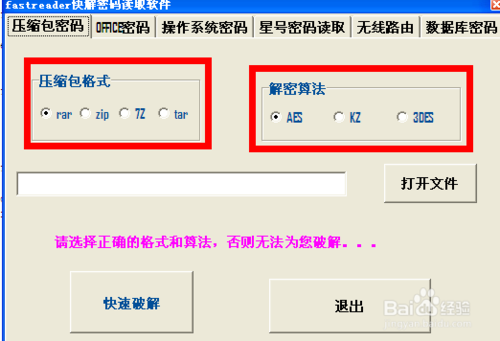 fastreader快解密码读取软件
压缩包密码 OFFICE密码 操作系统密码 星号密码读取 无线路由 数据库密码
压缩包格式
rar zip 7Z tar
解密算法
AES KZ 3DES
打开文件
请选择正确的格式和算法，否则无法为您破解。。。
快速破解
退出
Bai 经验
jingyan.baidu.com